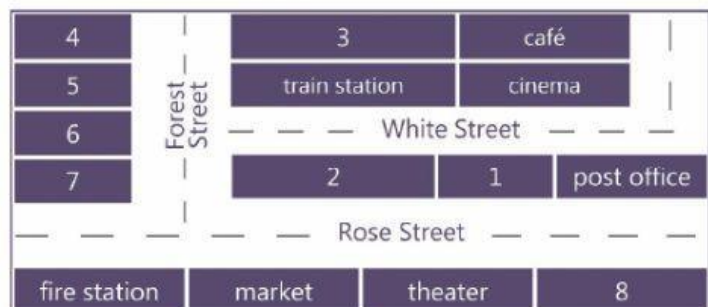 4 3 café
5 train station cinema
Forest
Street
6 White Street
7 2 1 post office
Rose Street
fire station market theater 8